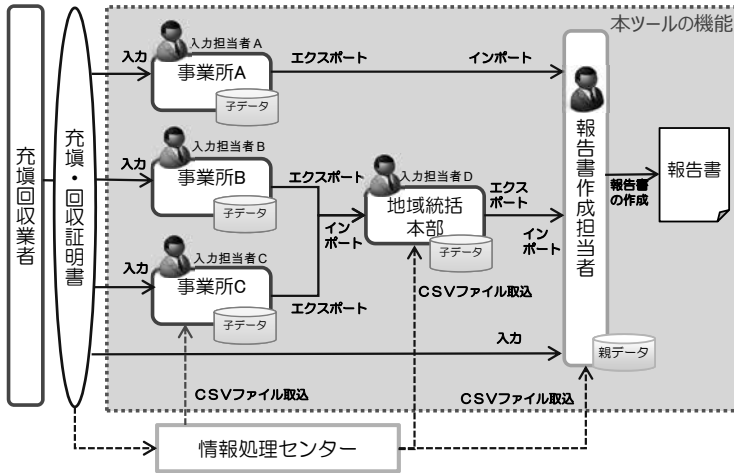 本ツールの機能
充填回収業者
充填・回収証明書
入力担当者A
入力
事業所A
子データ
エクスポート
インポート
入力担当者B
入力
事業所B
子データ
エクスポート
入力担当者C
入力
事業所C
子データ
エクスポート
イン
ポート
入力担当者D
地域統括
本部
子データ
エクス
ポート
イン
ポート
報告書作成担当者
親データ
報告書
の作成
報告書
入力
CSVファイル取込
CSVファイル取込
CSVファイル取込
情報処理センター